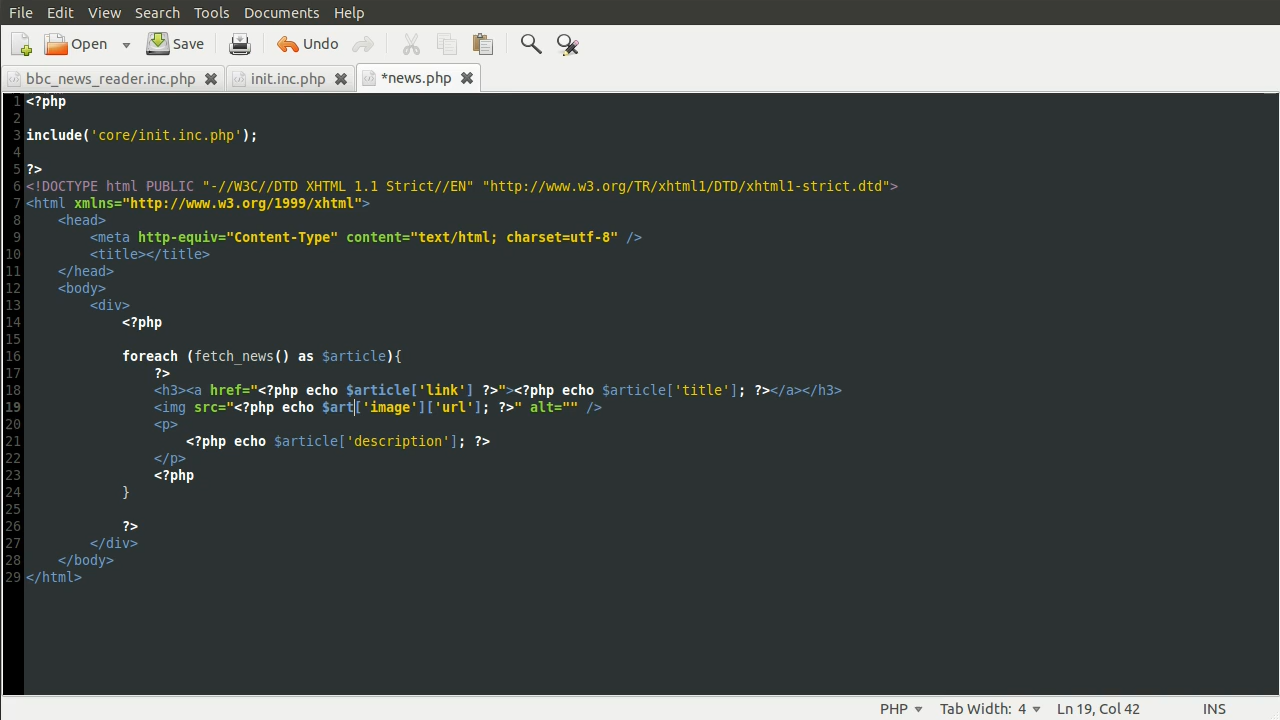 File Edit View Search Tools Documents Help
Open Save Undo
bbc_news_reader.inc.php init.inc.php *news.php
1 <?php
2
3 include('core/init.inc.php');
4
5 ?>
6 <!DOCTYPE html PUBLIC "-//W3C//DTD XHTML 1.1 Strict//EN" "http://www.w3.org/TR/xhtml1/DTD/xhtml1-strict.dtd">
7 <html xmlns="http://www.w3.org/1999/xhtml">
8 <head>
9 <meta http-equiv="Content-Type" content="text/html; charset=utf-8" />
10 <title></title>
11 </head>
12 <body>
13 <div>
14 <?php
15
16 foreach (fetch_news() as $article){
17 ?>
18 <h3><a href="<?php echo $article['link'] ?>"><?php echo $article['title']; ?></a></h3>
19 <img src="<?php echo $art['image']['url']; ?>" alt="" />
20 <p>
21 <?php echo $article['description']; ?>
22 </p>
23 <?php
24 }
25
26 ?>
27 </div>
28 </body>
29 </html>
PHP Tab Width: 4 Ln 19, Col 42 INS